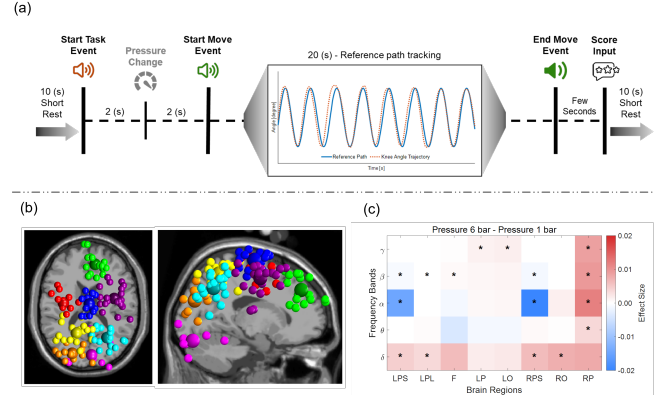 (a)
Start Task
Event
Pressure
Change
Start Move
Event
20 (s) - Reference path tracking
End Move
Event
Score
Input
10 (s)
Short
Rest
2 (s)
2 (s)
Angle [degree]
Reference Path
Knee Angle Trajectory
Time [s]
Few
Seconds
10 (s)
Short
Rest
(b)
(c)
Pressure 6 bar - Pressure 1 bar
Frequency Bands
γ
* * *
β
* * * * *
α
* * *
θ
*
δ
* * * *
LPS LPL F LP LO RPS RO RP
Brain Regions
0.02
0.01
0.00
-0.01
-0.02
Effect Size